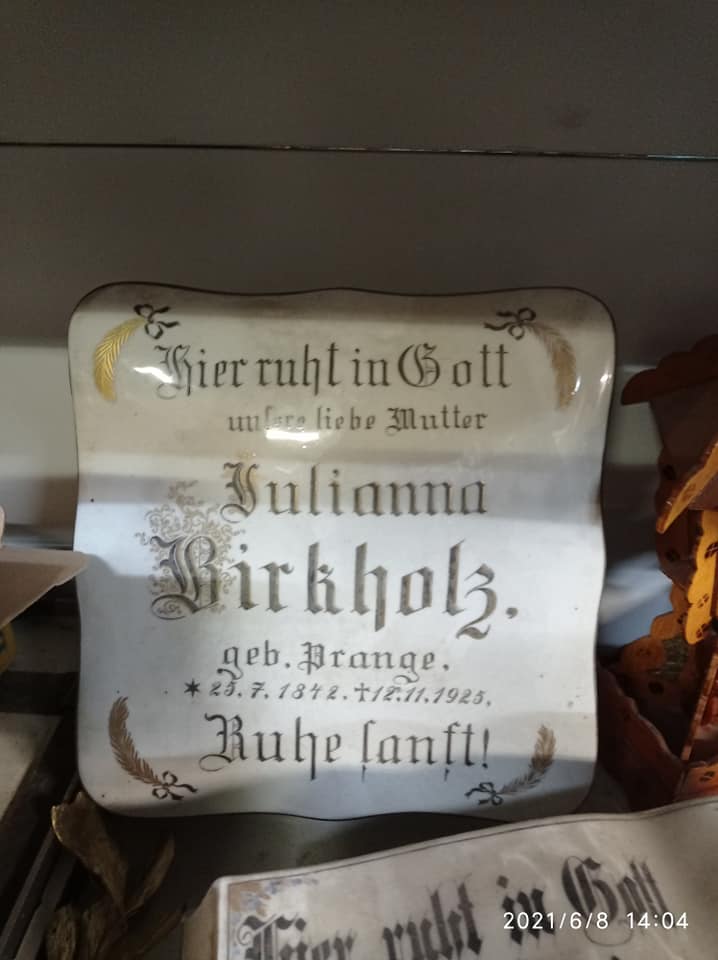 Hier ruht in Gott
unsere liebe Mutter
Julianna
Birkholz,
geb. Prange.
* 25. 7. 1842. † 12.11.1925.
Ruhe sanft!
Hier ruht in Gott
2021/6/8 14:04